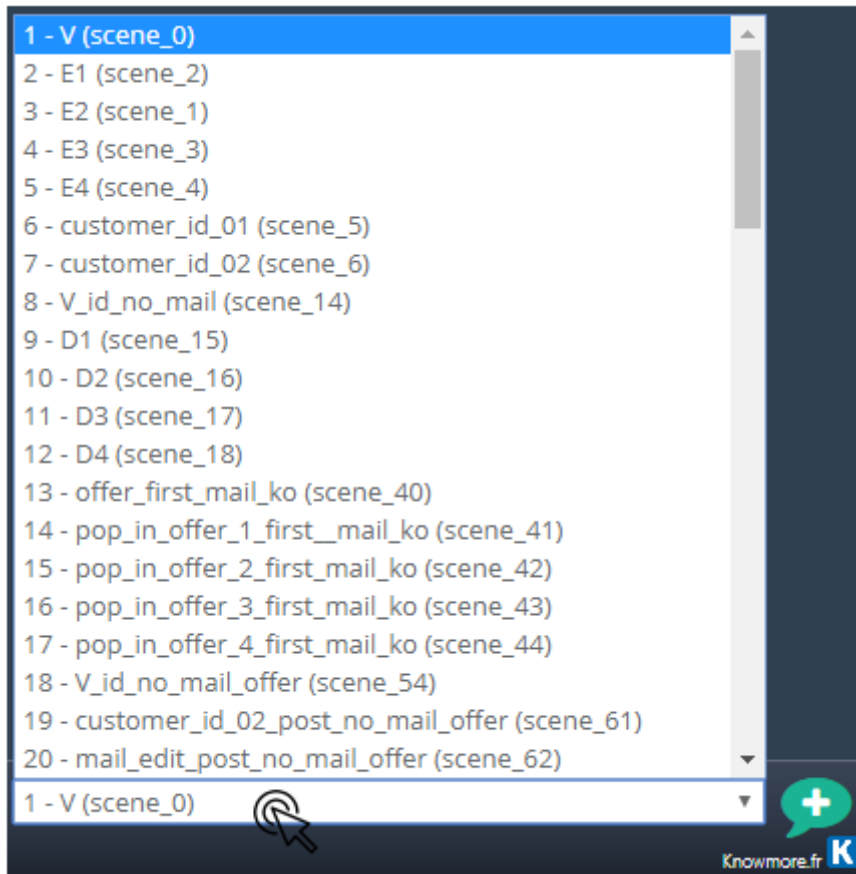 1 - V (scene_0)
2 - E1 (scene_2)
3 - E2 (scene_1)
4 - E3 (scene_3)
5 - E4 (scene_4)
6 - customer_id_01 (scene_5)
7 - customer_id_02 (scene_6)
8 - V_id_no_mail (scene_14)
9 - D1 (scene_15)
10 - D2 (scene_16)
11 - D3 (scene_17)
12 - D4 (scene_18)
13 - offer_first_mail_ko (scene_40)
14 - pop_in_offer_1_first__mail_ko (scene_41)
15 - pop_in_offer_2_first_mail_ko (scene_42)
16 - pop_in_offer_3_first_mail_ko (scene_43)
17 - pop_in_offer_4_first_mail_ko (scene_44)
18 - V_id_no_mail_offer (scene_54)
19 - customer_id_02_post_no_mail_offer (scene_61)
20 - mail_edit_post_no_mail_offer (scene_62)
1 - V (scene_0)
Knowmore.fr K